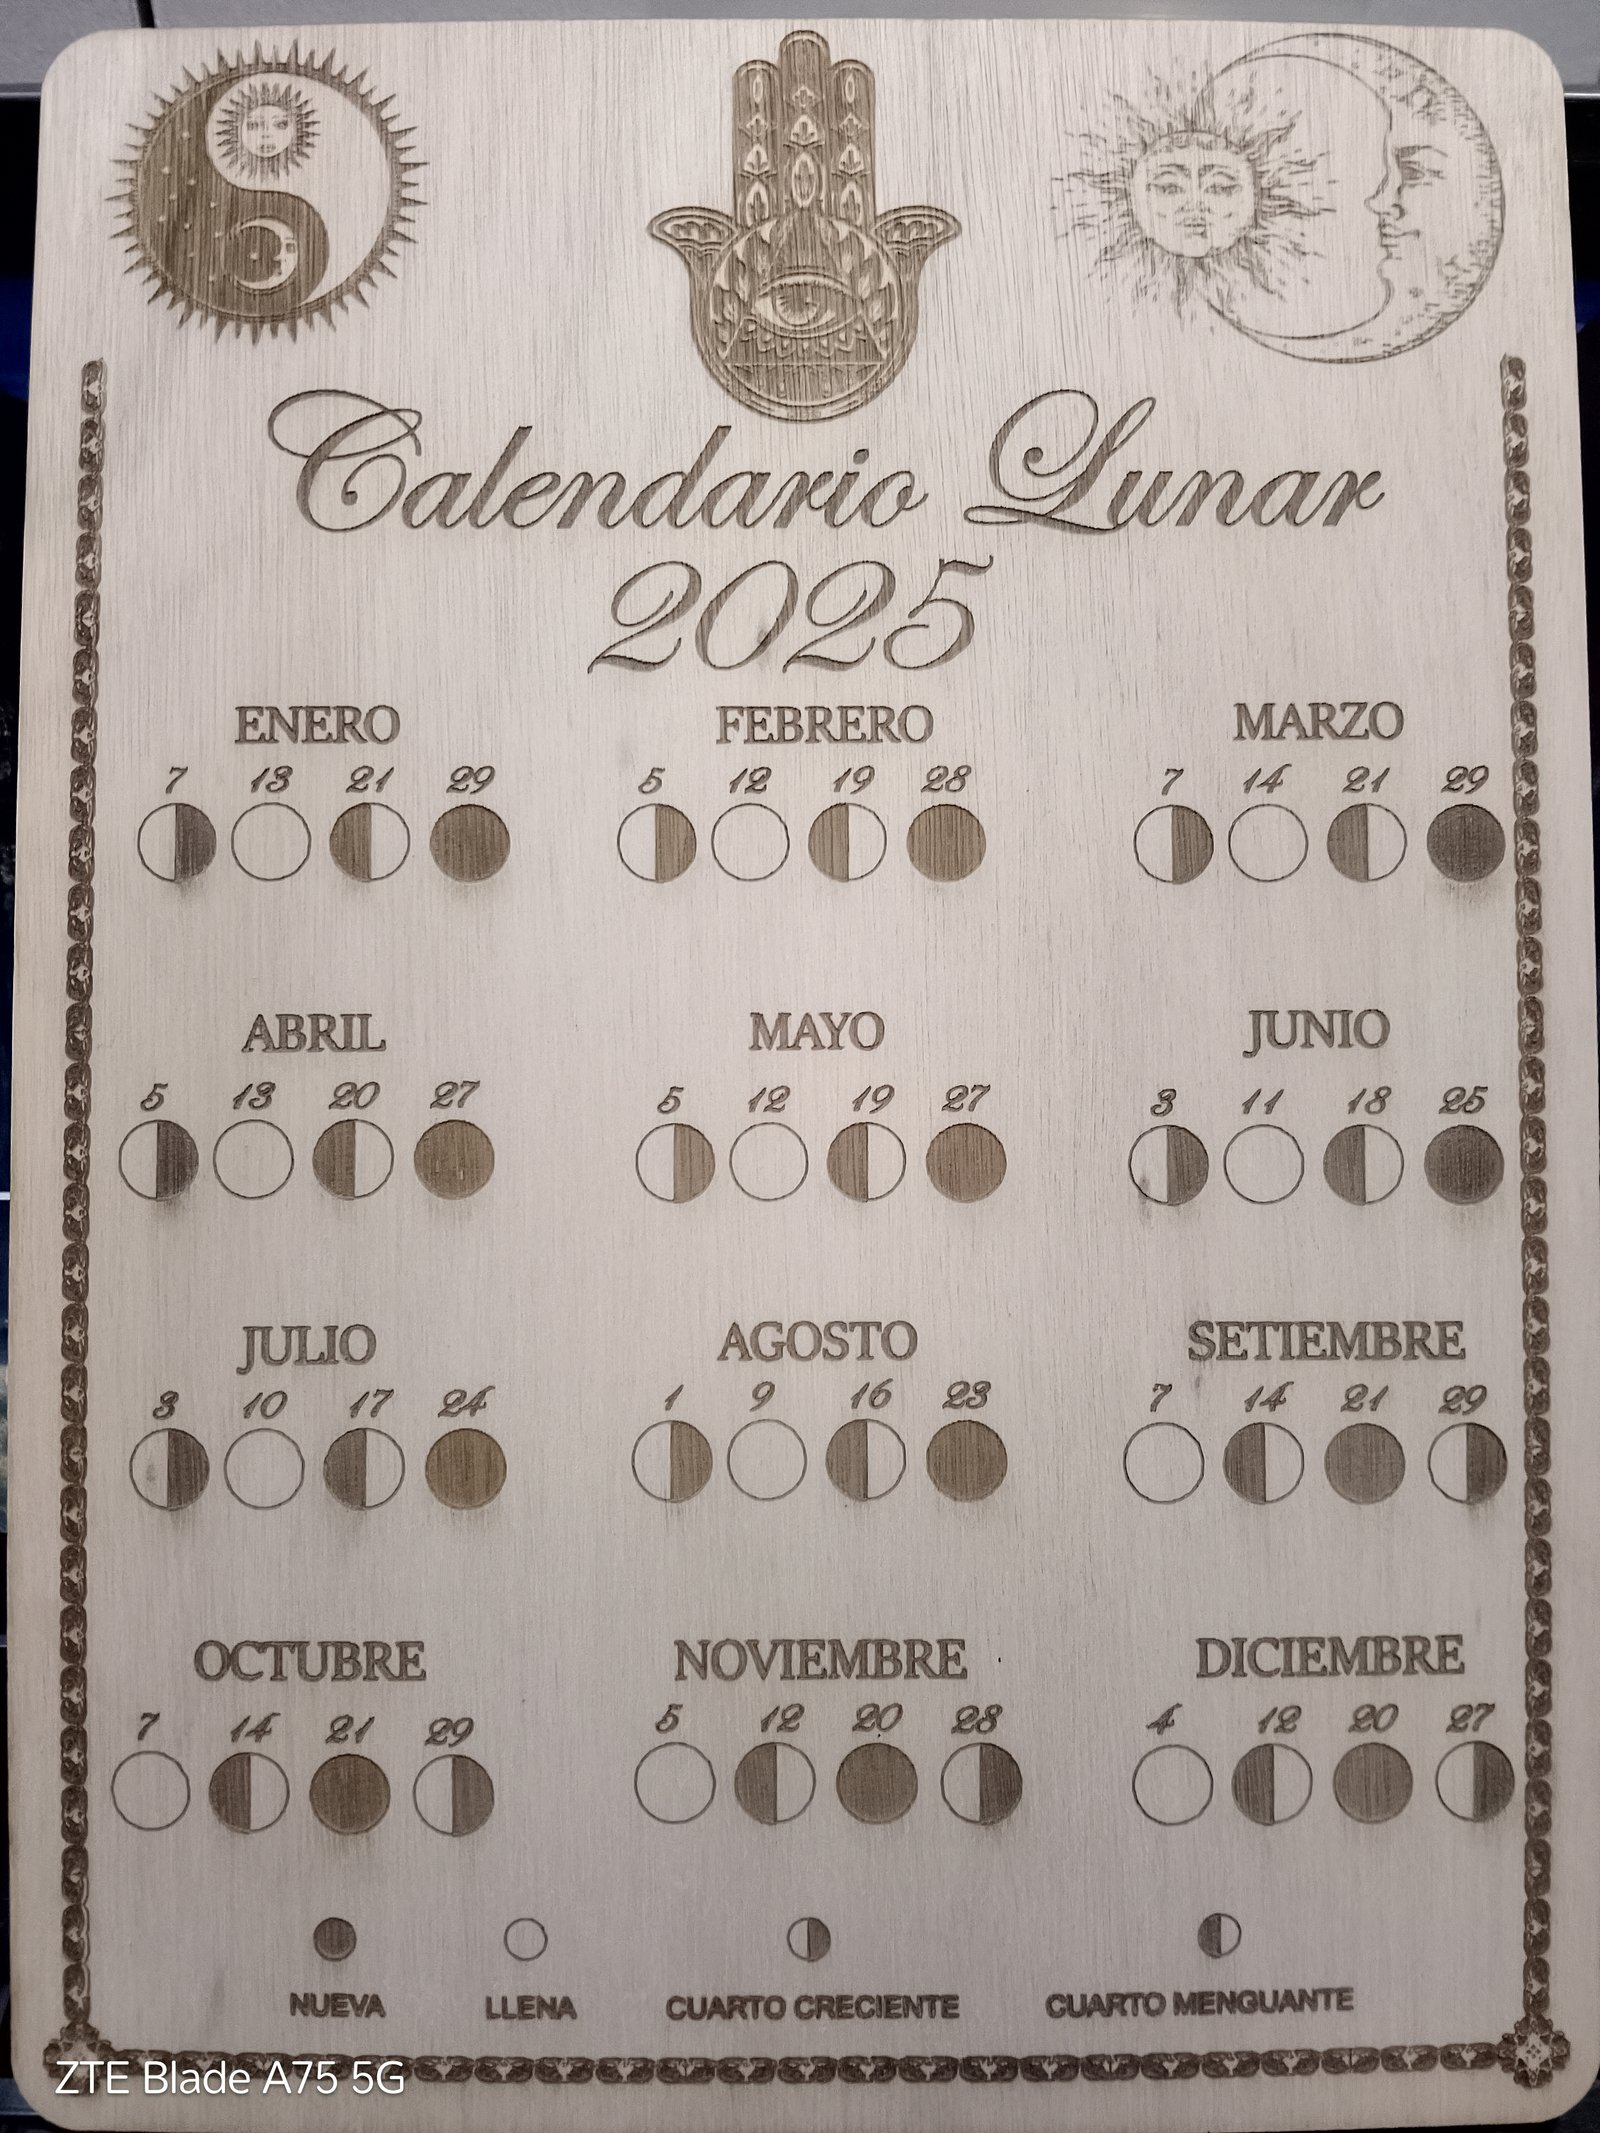 Calendario Lunar
2025
ENERO FEBRERO MARZO
7 13 21 29 5 12 19 28 7 14 21 29
ABRIL MAYO JUNIO
5 13 20 27 5 12 19 27 3 11 18 25
JULIO AGOSTO SETIEMBRE
3 10 17 24 1 9 16 23 7 14 21 29
OCTUBRE NOVIEMBRE DICIEMBRE
7 14 21 29 5 12 20 28 4 12 20 27
NUEVA LLENA CUARTO CRECIENTE CUARTO MENGUANTE
ZTE Blade A75 5G